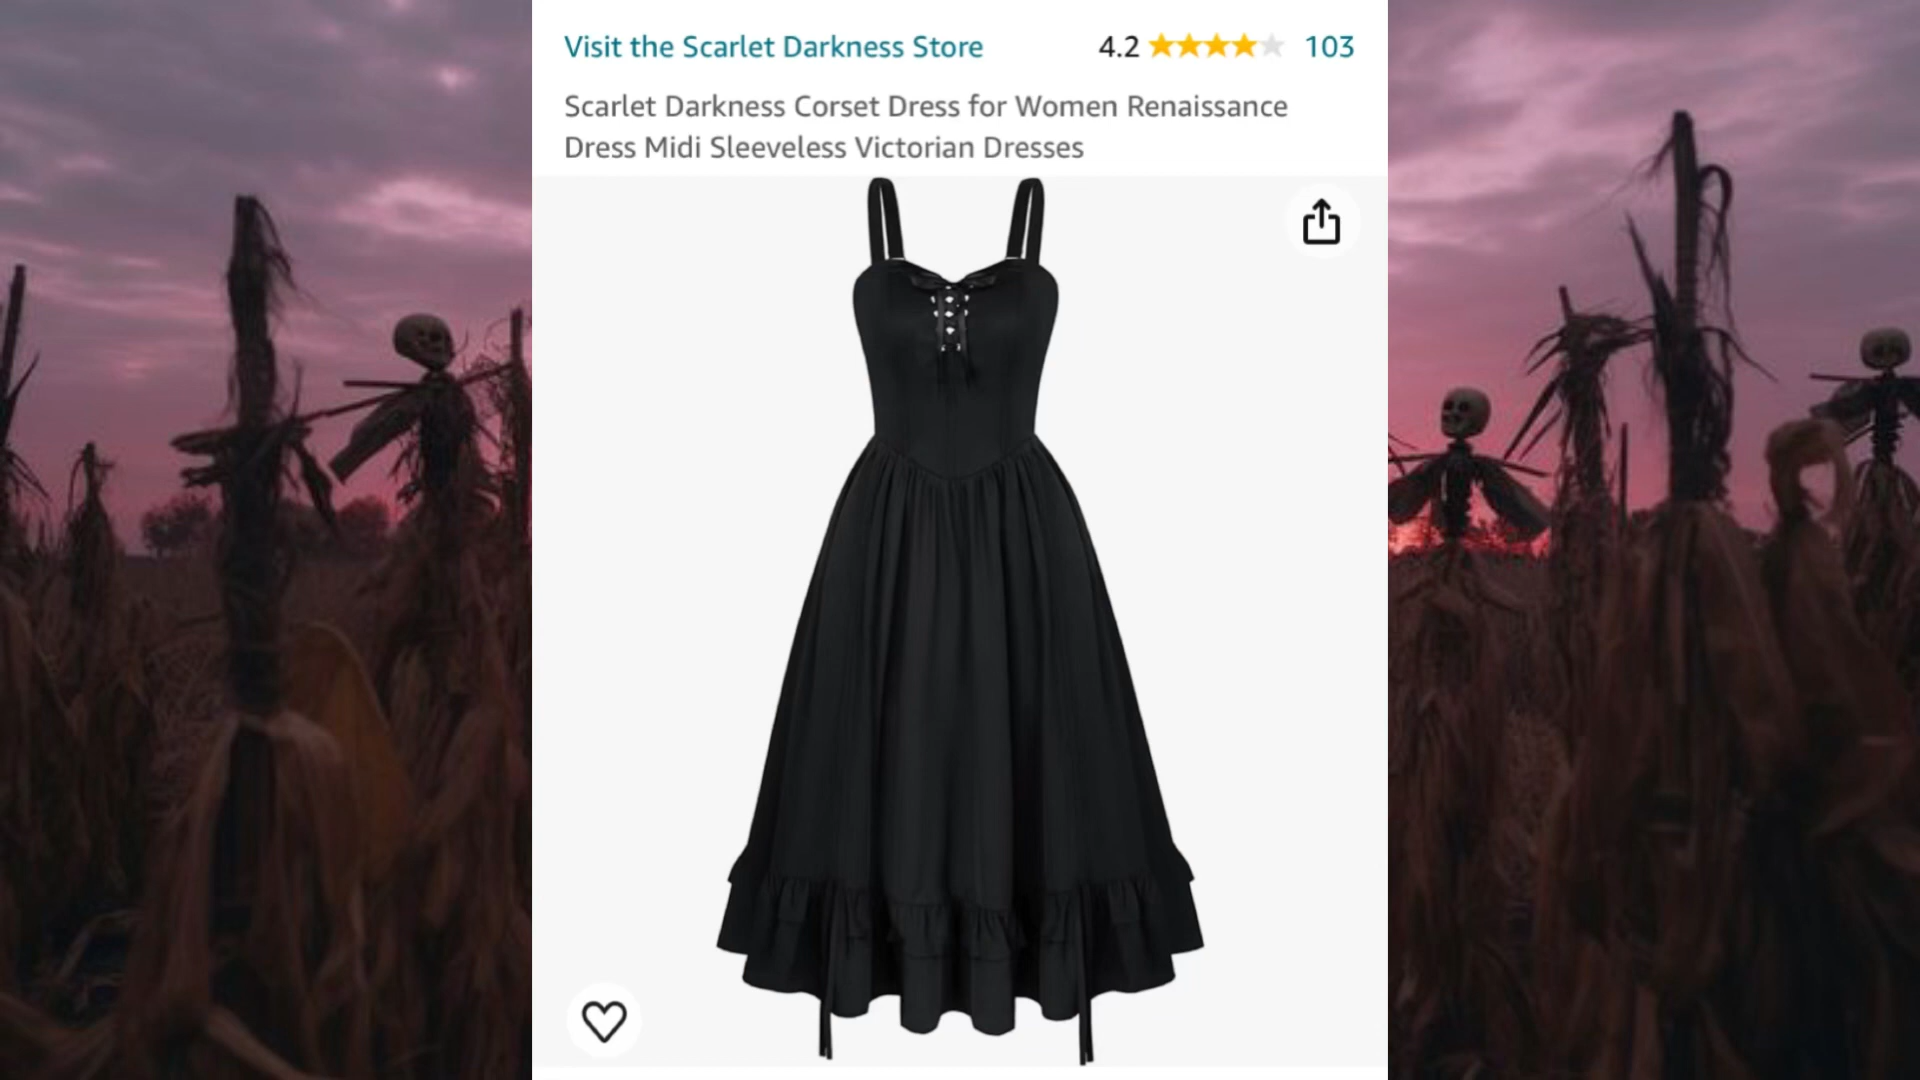 Visit the Scarlet Darkness Store 4.2 103
Scarlet Darkness Corset Dress for Women Renaissance
Dress Midi Sleeveless Victorian Dresses